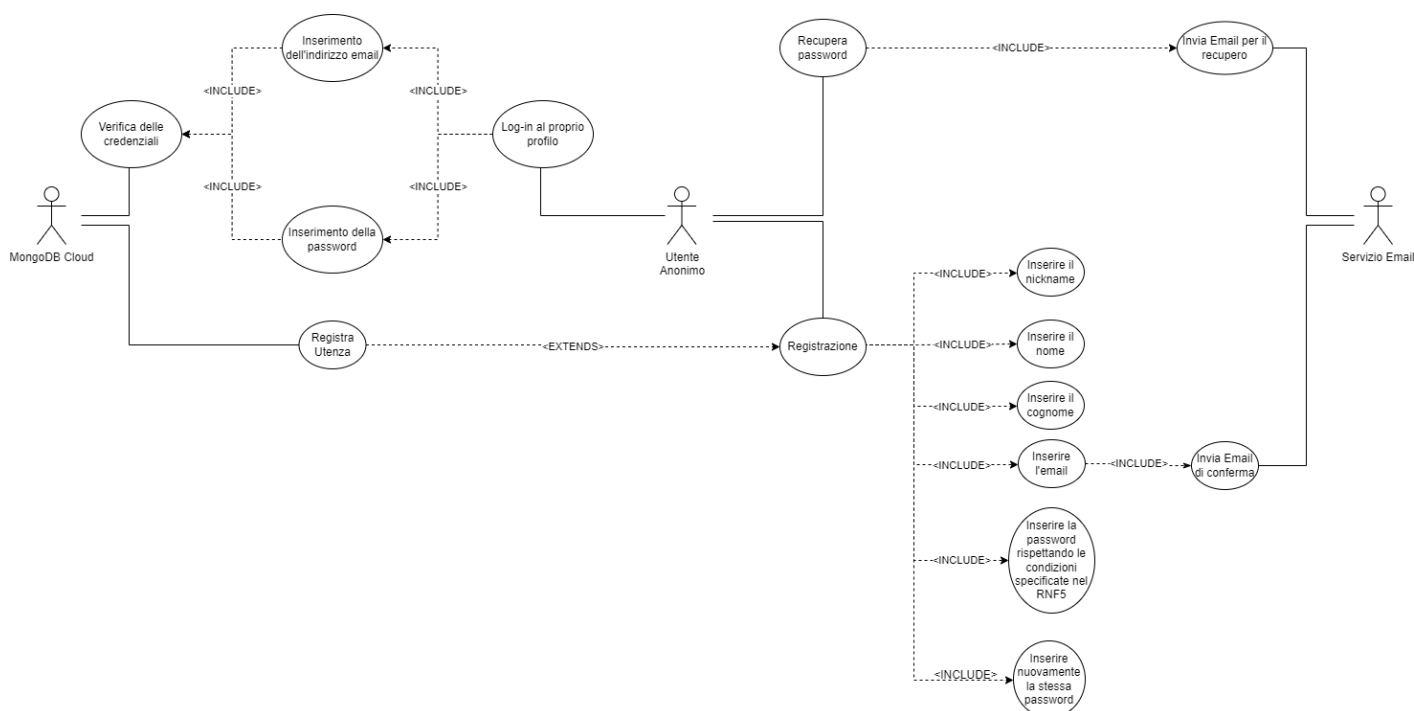 Inserimento
dell'indirizzo email
Recupera
password
<INCLUDE>
Invia Email per il
recupero
<INCLUDE>
<INCLUDE>
Verifica delle
credenziali
Log-in al proprio
profilo
<INCLUDE>
<INCLUDE>
Inserimento della
password
MongoDB Cloud
Utente
Anonimo
Servizio Email
<INCLUDE>
Inserire il
nickname
Registra
Utenza
<EXTENDS>
Registrazione
<INCLUDE>
Inserire il
nome
<INCLUDE>
Inserire il
cognome
<INCLUDE>
Inserire
l'email
<INCLUDE>
Invia Email
di conferma
<INCLUDE>
Inserire la
password
rispettando le
condizioni
specificate nel
RNF5
<INCLUDE>
Inserire
nuovamente
la stessa
password